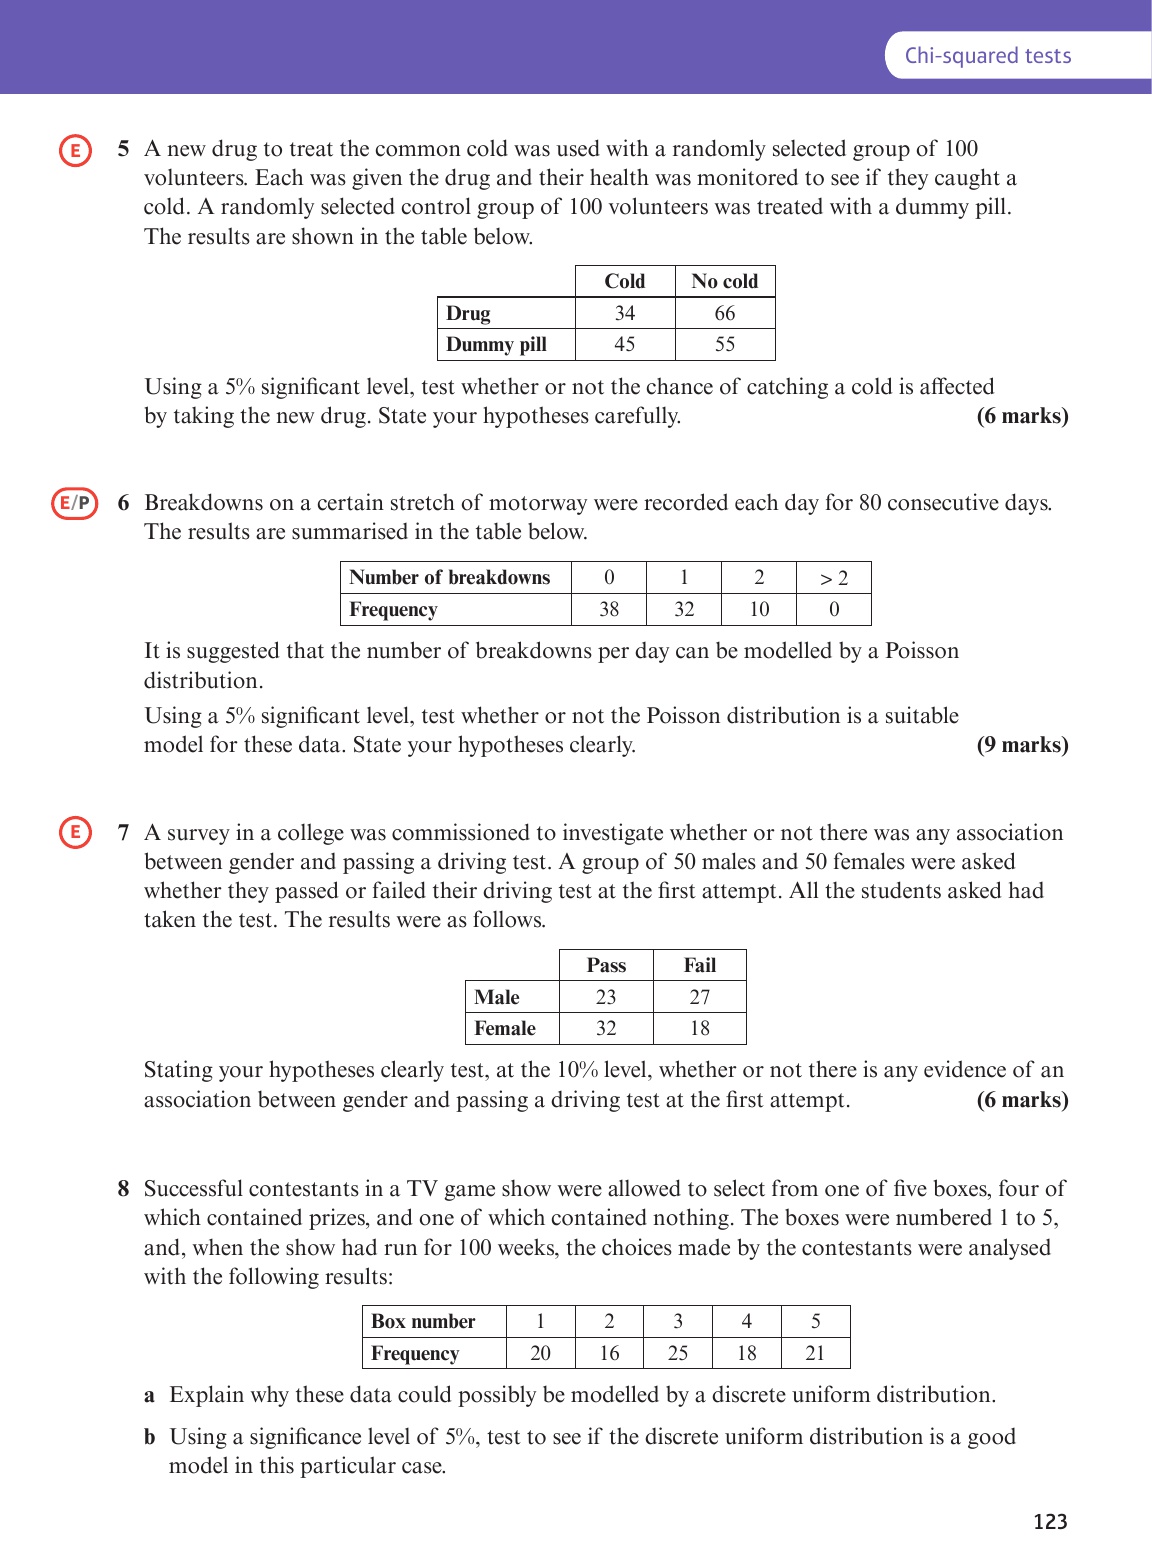 Chi-squared tests
E 5 A new drug to treat the common cold was used with a randomly selected group of 100
volunteers. Each was given the drug and their health was monitored to see if they caught a
cold. A randomly selected control group of 100 volunteers was treated with a dummy pill.
The results are shown in the table below.
Cold No cold
Drug 34 66
Dummy pill 45 55
Using a 5% significant level, test whether or not the chance of catching a cold is affected
by taking the new drug. State your hypotheses carefully. (6 marks)
E/P 6 Breakdowns on a certain stretch of motorway were recorded each day for 80 consecutive days.
The results are summarised in the table below.
Number of breakdowns 0 1 2 > 2
Frequency 38 32 10 0
It is suggested that the number of breakdowns per day can be modelled by a Poisson
distribution.
Using a 5% significant level, test whether or not the Poisson distribution is a suitable
model for these data. State your hypotheses clearly. (9 marks)
E 7 A survey in a college was commissioned to investigate whether or not there was any association
between gender and passing a driving test. A group of 50 males and 50 females were asked
whether they passed or failed their driving test at the first attempt. All the students asked had
taken the test. The results were as follows.
Pass Fail
Male 23 27
Female 32 18
Stating your hypotheses clearly test, at the 10% level, whether or not there is any evidence of an
association between gender and passing a driving test at the first attempt. (6 marks)
8 Successful contestants in a TV game show were allowed to select from one of five boxes, four of
which contained prizes, and one of which contained nothing. The boxes were numbered 1 to 5,
and, when the show had run for 100 weeks, the choices made by the contestants were analysed
with the following results:
Box number 1 2 3 4 5
Frequency 20 16 25 18 21
a Explain why these data could possibly be modelled by a discrete uniform distribution.
b Using a significance level of 5%, test to see if the discrete uniform distribution is a good
model in this particular case.
123